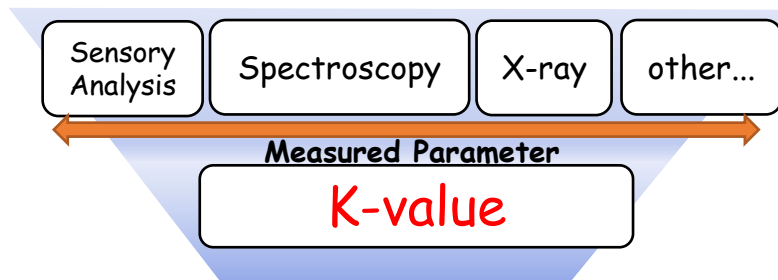 Sensory
Analysis
Spectroscopy
X-ray
other...
Measured Parameter
K-value